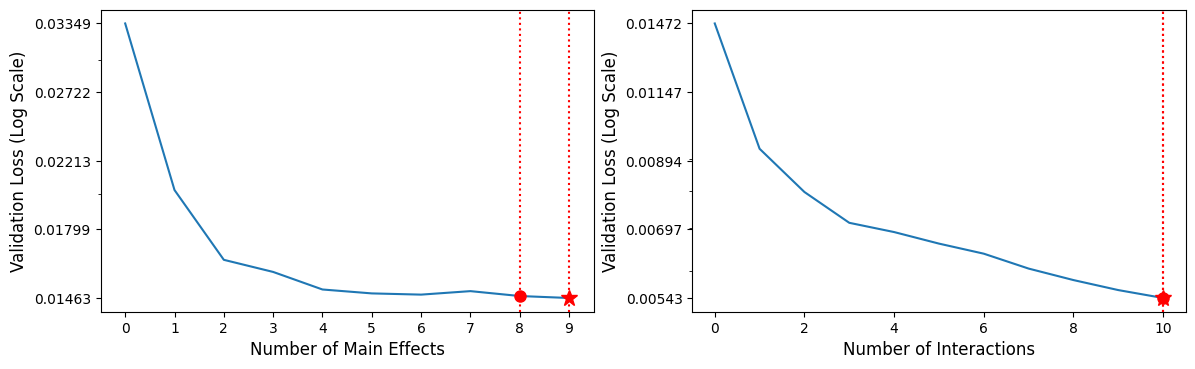 Validation Loss (Log Scale)
0.03349
0.02722
0.02213
0.01799
0.01463
0 1 2 3 4 5 6 7 8 9
Number of Main Effects
Validation Loss (Log Scale)
0.01472
0.01147
0.00894
0.00697
0.00543
0 2 4 6 8 10
Number of Interactions